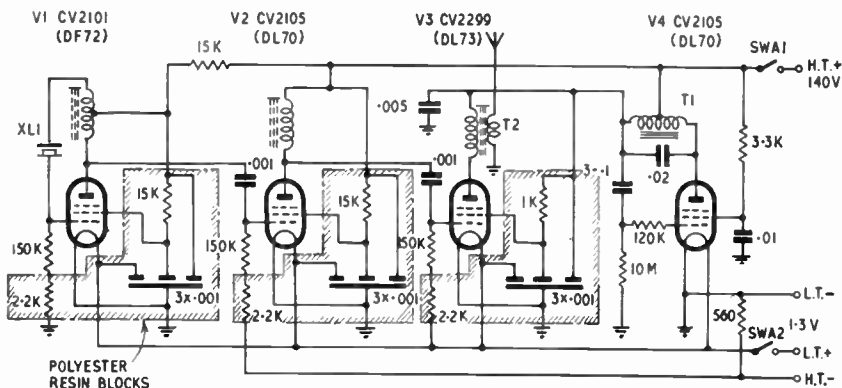 V1 CV2101
(DF72)
V2 CV2105
(DL70)
V3 CV2299
(DL73)
V4 CV2105
(DL70)
15K
SWA1
H.T.+
140V
XL1
·005
T2
T1
3·3K
·02
·001
·001
3--1
15K
15K
1K
150K
150K
150K
120K
·01
10M
2·2K
3x·001
2·2K
3x·001
2·2K
3x·001
560
L.T.-
1·3V
SWA2
L.T.+
H.T.-
POLYESTER
RESIN BLOCKS